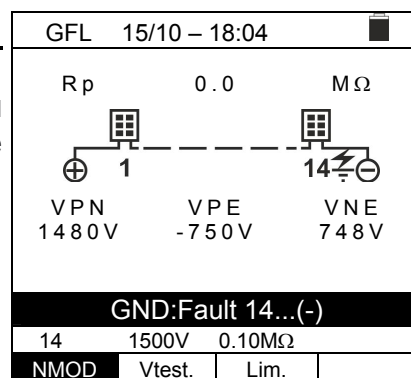 GFL 15/10 – 18:04
Rp 0.0 MΩ
1 14
VPN VPE VNE
1480V -750V 748V
GND:Fault 14...(-)
14 1500V 0.10MΩ
NMOD Vtest. Lim.